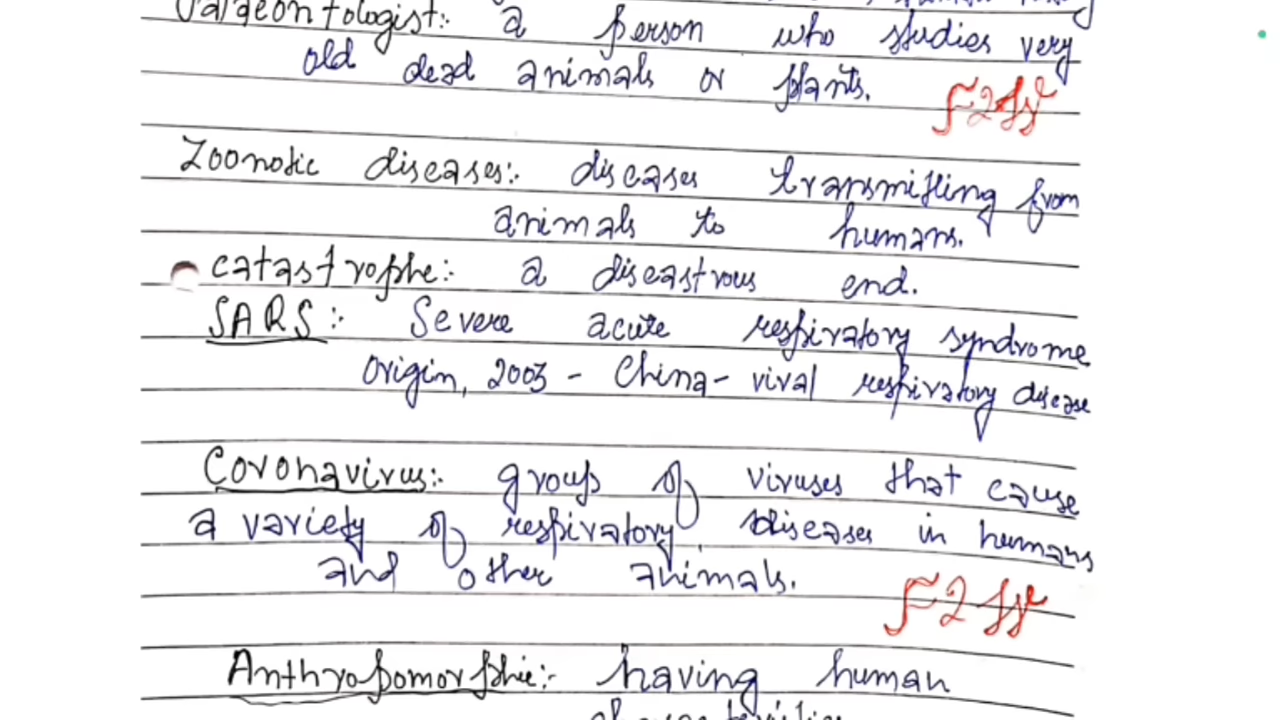 Palaeontologist:- a person who studies very
old dead animals or plants.
Zoonotic diseases:- diseases transmitting from
animals to humans.
catastrophe:- a diseastrous end.
SARS:- Severe acute respiratory syndrome
Origin, 2003 - China - viral respiratory disease
Coronavirus:- group of viruses that cause
a variety of respiratory diseases in humans
and other animals.
Anthropomorphic:- having human